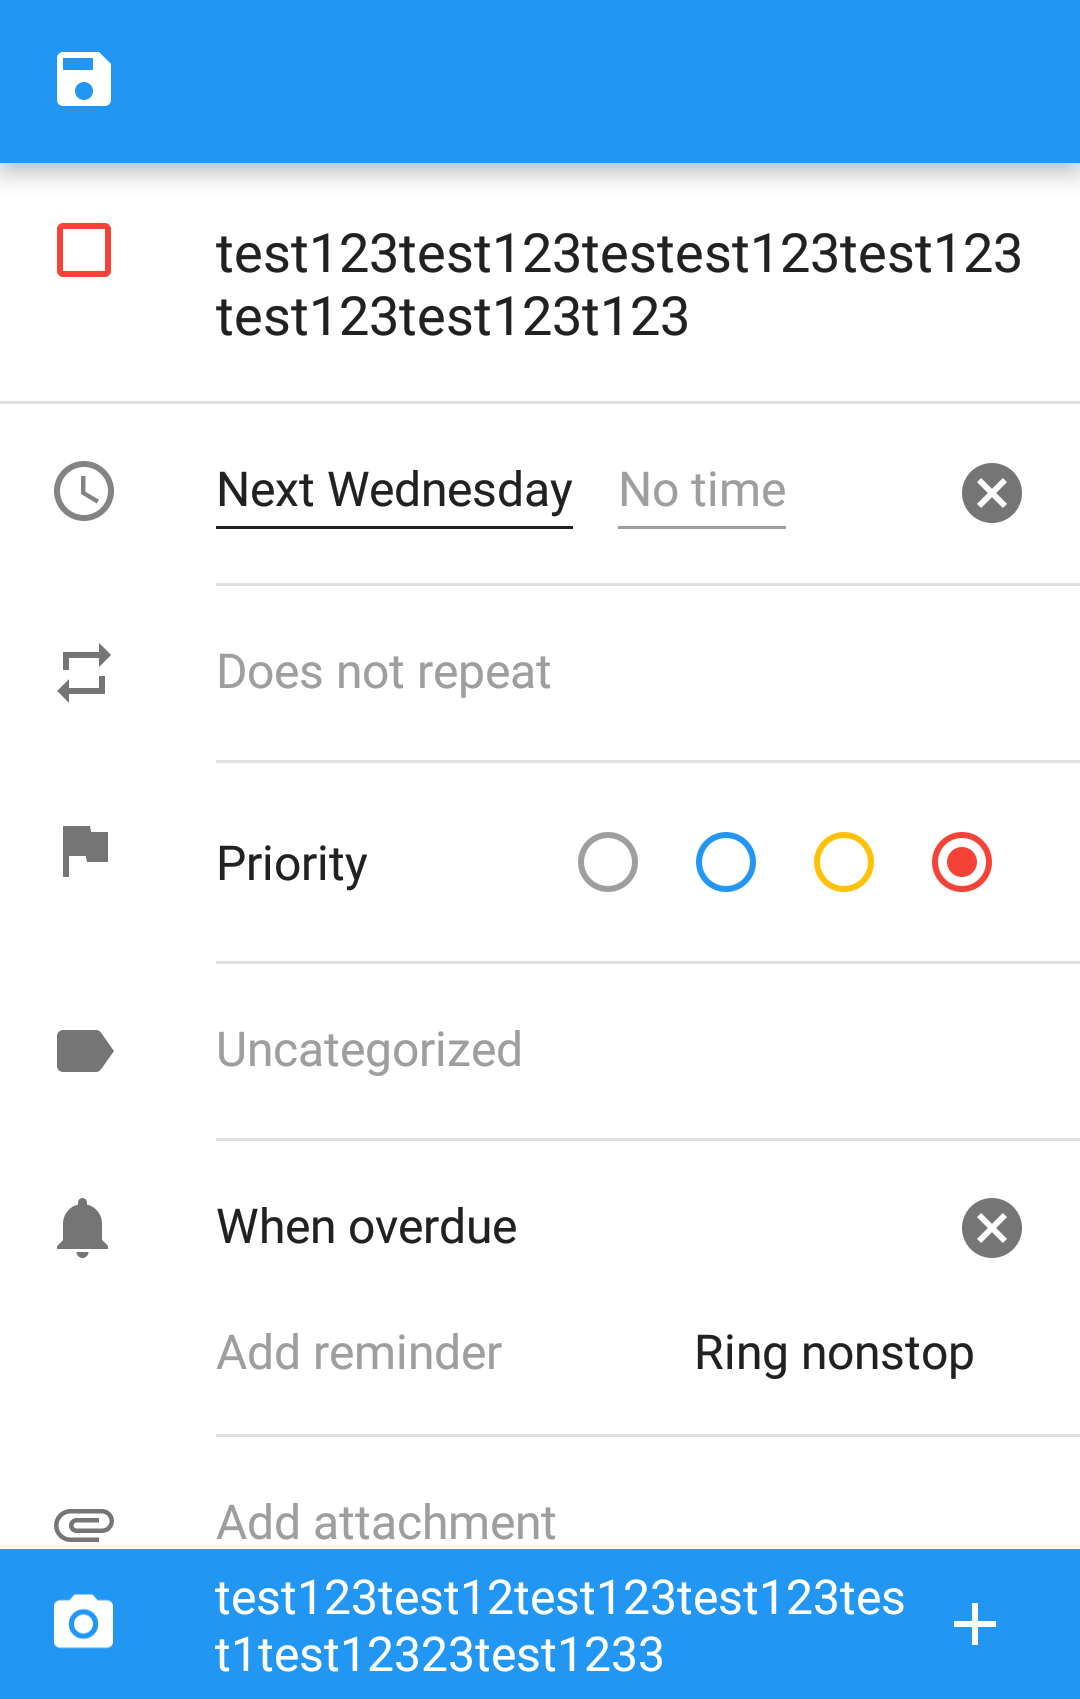 test123test123testest123test123
test123test123t123
Next Wednesday No time
Does not repeat
Priority
Uncategorized
When overdue
Add reminder Ring nonstop
Add attachment
test123test12test123test123tes
t1test12323test1233